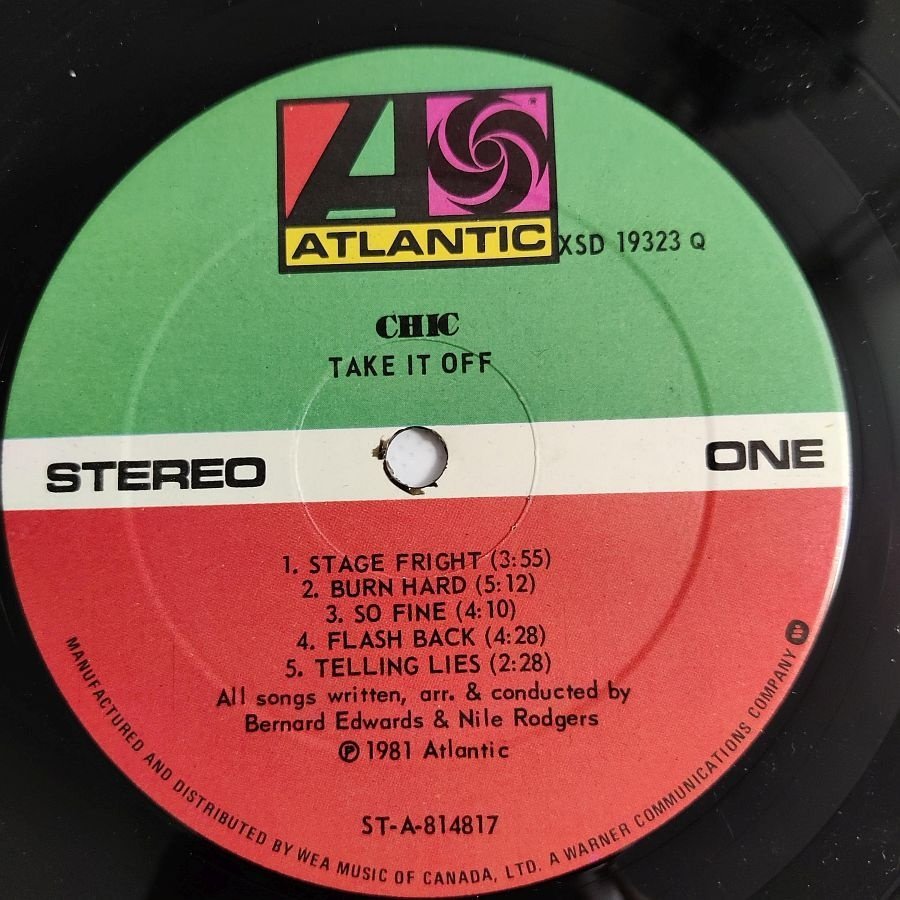 ATLANTIC
XSD 19323 Q
CHIC
TAKE IT OFF
STEREO
ONE
1. STAGE FRIGHT (3:55)
2. BURN HARD (5:12)
3. SO FINE (4:10)
4. FLASH BACK (4:28)
5. TELLING LIES (2:28)
All songs written, arr. & conducted by
Bernard Edwards & Nile Rodgers
Ⓟ 1981 Atlantic
ST-A-814817
MANUFACTURED AND DISTRIBUTED BY WEA MUSIC OF CANADA, LTD. A WARNER COMMUNICATIONS COMPANY